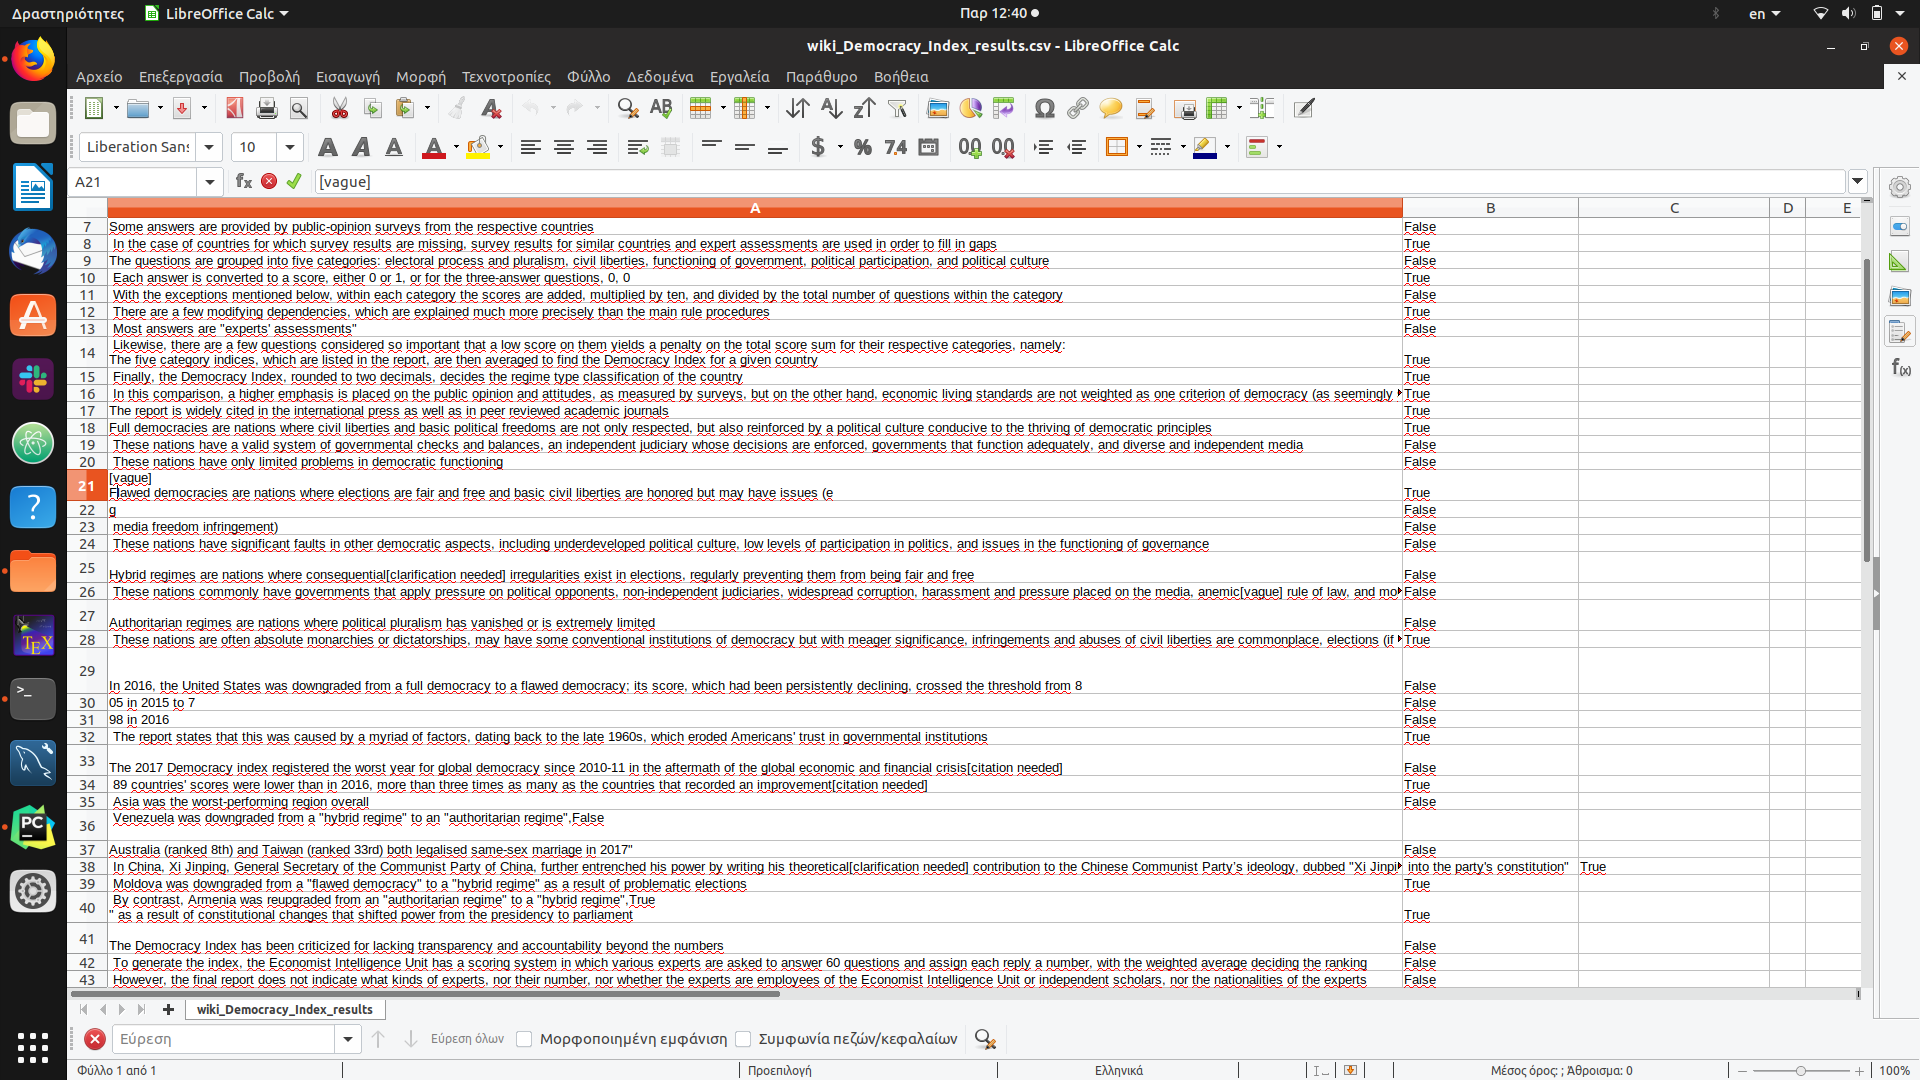 Δραστηριότητες LibreOffice Calc Παρ 12:40 en
wiki_Democracy_Index_results.csv - LibreOffice Calc
Αρχείο Επεξεργασία Προβολή Εισαγωγή Μορφή Τεχνοτροπίες Φύλλο Δεδομένα Εργαλεία Παράθυρο Βοήθεια
Liberation Sans 10
A21 [vague]
A B C D E
7 Some answers are provided by public-opinion surveys from the respective countries False
8 In the case of countries for which survey results are missing, survey results for similar countries and expert assessments are used in order to fill in gaps True
9 The questions are grouped into five categories: electoral process and pluralism, civil liberties, functioning of government, political participation, and political culture False
10 Each answer is converted to a score, either 0 or 1, or for the three-answer questions, 0, 0 True
11 With the exceptions mentioned below, within each category the scores are added, multiplied by ten, and divided by the total number of questions within the category False
12 There are a few modifying dependencies, which are explained much more precisely than the main rule procedures True
13 Most answers are "experts' assessments" False
14 Likewise, there are a few questions considered so important that a low score on them yields a penalty on the total score sum for their respective categories, namely:
The five category indices, which are listed in the report, are then averaged to find the Democracy Index for a given country True
15 Finally, the Democracy Index, rounded to two decimals, decides the regime type classification of the country True
16 In this comparison, a higher emphasis is placed on the public opinion and attitudes, as measured by surveys, but on the other hand, economic living standards are not weighted as one criterion of democracy (as seemingly True
17 The report is widely cited in the international press as well as in peer reviewed academic journals True
18 Full democracies are nations where civil liberties and basic political freedoms are not only respected, but also reinforced by a political culture conducive to the thriving of democratic principles True
19 These nations have a valid system of governmental checks and balances, an independent judiciary whose decisions are enforced, governments that function adequately, and diverse and independent media False
20 These nations have only limited problems in democratic functioning False
21 [vague]
Flawed democracies are nations where elections are fair and free and basic civil liberties are honored but may have issues (e True
22 g False
23 media freedom infringement) False
24 These nations have significant faults in other democratic aspects, including underdeveloped political culture, low levels of participation in politics, and issues in the functioning of governance False
25 Hybrid regimes are nations where consequential[clarification needed] irregularities exist in elections, regularly preventing them from being fair and free False
26 These nations commonly have governments that apply pressure on political opponents, non-independent judiciaries, widespread corruption, harassment and pressure placed on the media, anemic[vague] rule of law, and mo False
27 Authoritarian regimes are nations where political pluralism has vanished or is extremely limited False
28 These nations are often absolute monarchies or dictatorships, may have some conventional institutions of democracy but with meager significance, infringements and abuses of civil liberties are commonplace, elections (if True
29 In 2016, the United States was downgraded from a full democracy to a flawed democracy; its score, which had been persistently declining, crossed the threshold from 8 False
30 05 in 2015 to 7 False
31 98 in 2016 False
32 The report states that this was caused by a myriad of factors, dating back to the late 1960s, which eroded Americans' trust in governmental institutions True
33 The 2017 Democracy index registered the worst year for global democracy since 2010-11 in the aftermath of the global economic and financial crisis[citation needed] False
34 89 countries' scores were lower than in 2016, more than three times as many as the countries that recorded an improvement[citation needed] True
35 Asia was the worst-performing region overall False
36 Venezuela was downgraded from a "hybrid regime" to an "authoritarian regime",False
37 Australia (ranked 8th) and Taiwan (ranked 33rd) both legalised same-sex marriage in 2017" False
38 In China, Xi Jinping, General Secretary of the Communist Party of China, further entrenched his power by writing his theoretical[clarification needed] contribution to the Chinese Communist Party's ideology, dubbed "Xi Jinpi into the party's constitution" True
39 Moldova was downgraded from a "flawed democracy" to a "hybrid regime" as a result of problematic elections True
40 By contrast, Armenia was reupgraded from an "authoritarian regime" to a "hybrid regime",True
" as a result of constitutional changes that shifted power from the presidency to parliament True
41 The Democracy Index has been criticized for lacking transparency and accountability beyond the numbers False
42 To generate the index, the Economist Intelligence Unit has a scoring system in which various experts are asked to answer 60 questions and assign each reply a number, with the weighted average deciding the ranking False
43 However, the final report does not indicate what kinds of experts, nor their number, nor whether the experts are employees of the Economist Intelligence Unit or independent scholars, nor the nationalities of the experts False
wiki_Democracy_Index_results
Εύρεση Εύρεση όλων Μορφοποιημένη εμφάνιση Συμφωνία πεζών/κεφαλαίων
Φύλλο 1 από 1 Προεπιλογή Ελληνικά Μέσος όρος: ; Άθροισμα: 0 100%